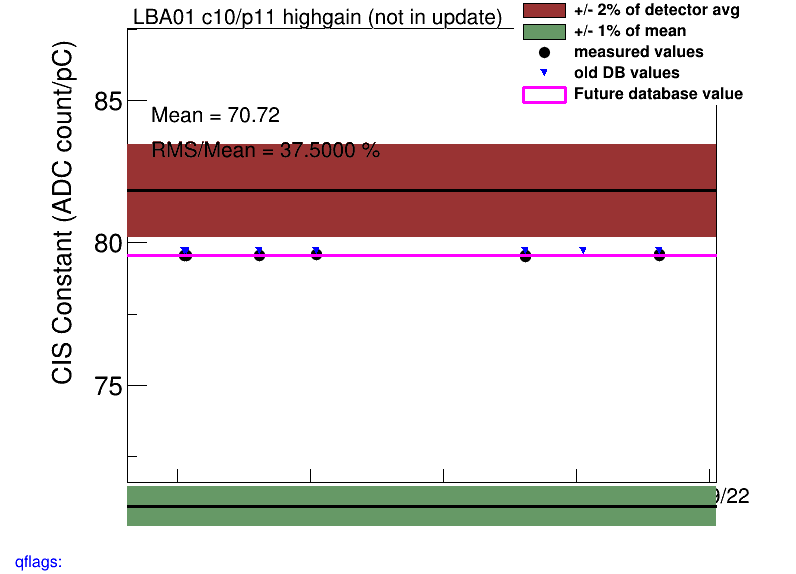 LBA01 c10/p11 highgain (not in update)
+/- 2% of detector avg
+/- 1% of mean
measured values
old DB values
Future database value
CIS Constant (ADC count/pC)
85
80
75
Mean = 70.72
RMS/Mean = 37.5000 %
/22
qflags: